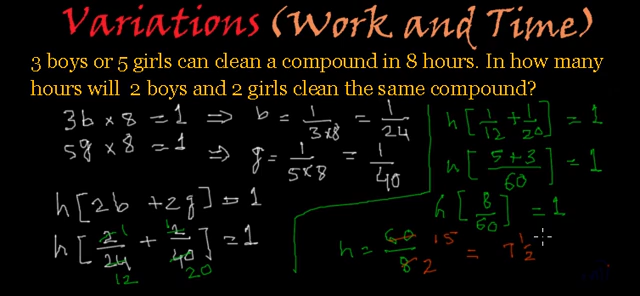 Variations (Work and Time)
3 boys or 5 girls can clean a compound in 8 hours. In how many
hours will 2 boys and 2 girls clean the same compound?
3b × 8 = 1 ⇒ b = 1/3×8 = 1/24
5g × 8 = 1 ⇒ g = 1/5×8 = 1/40
h[2b + 2g] = 1
h[2/24 + 2/40] = 1
1 1
12 20
h[1/12 + 1/20] = 1
h[5+3/60] = 1
h[8/60] = 1
h = 60/8 15/2 = 7 1/2